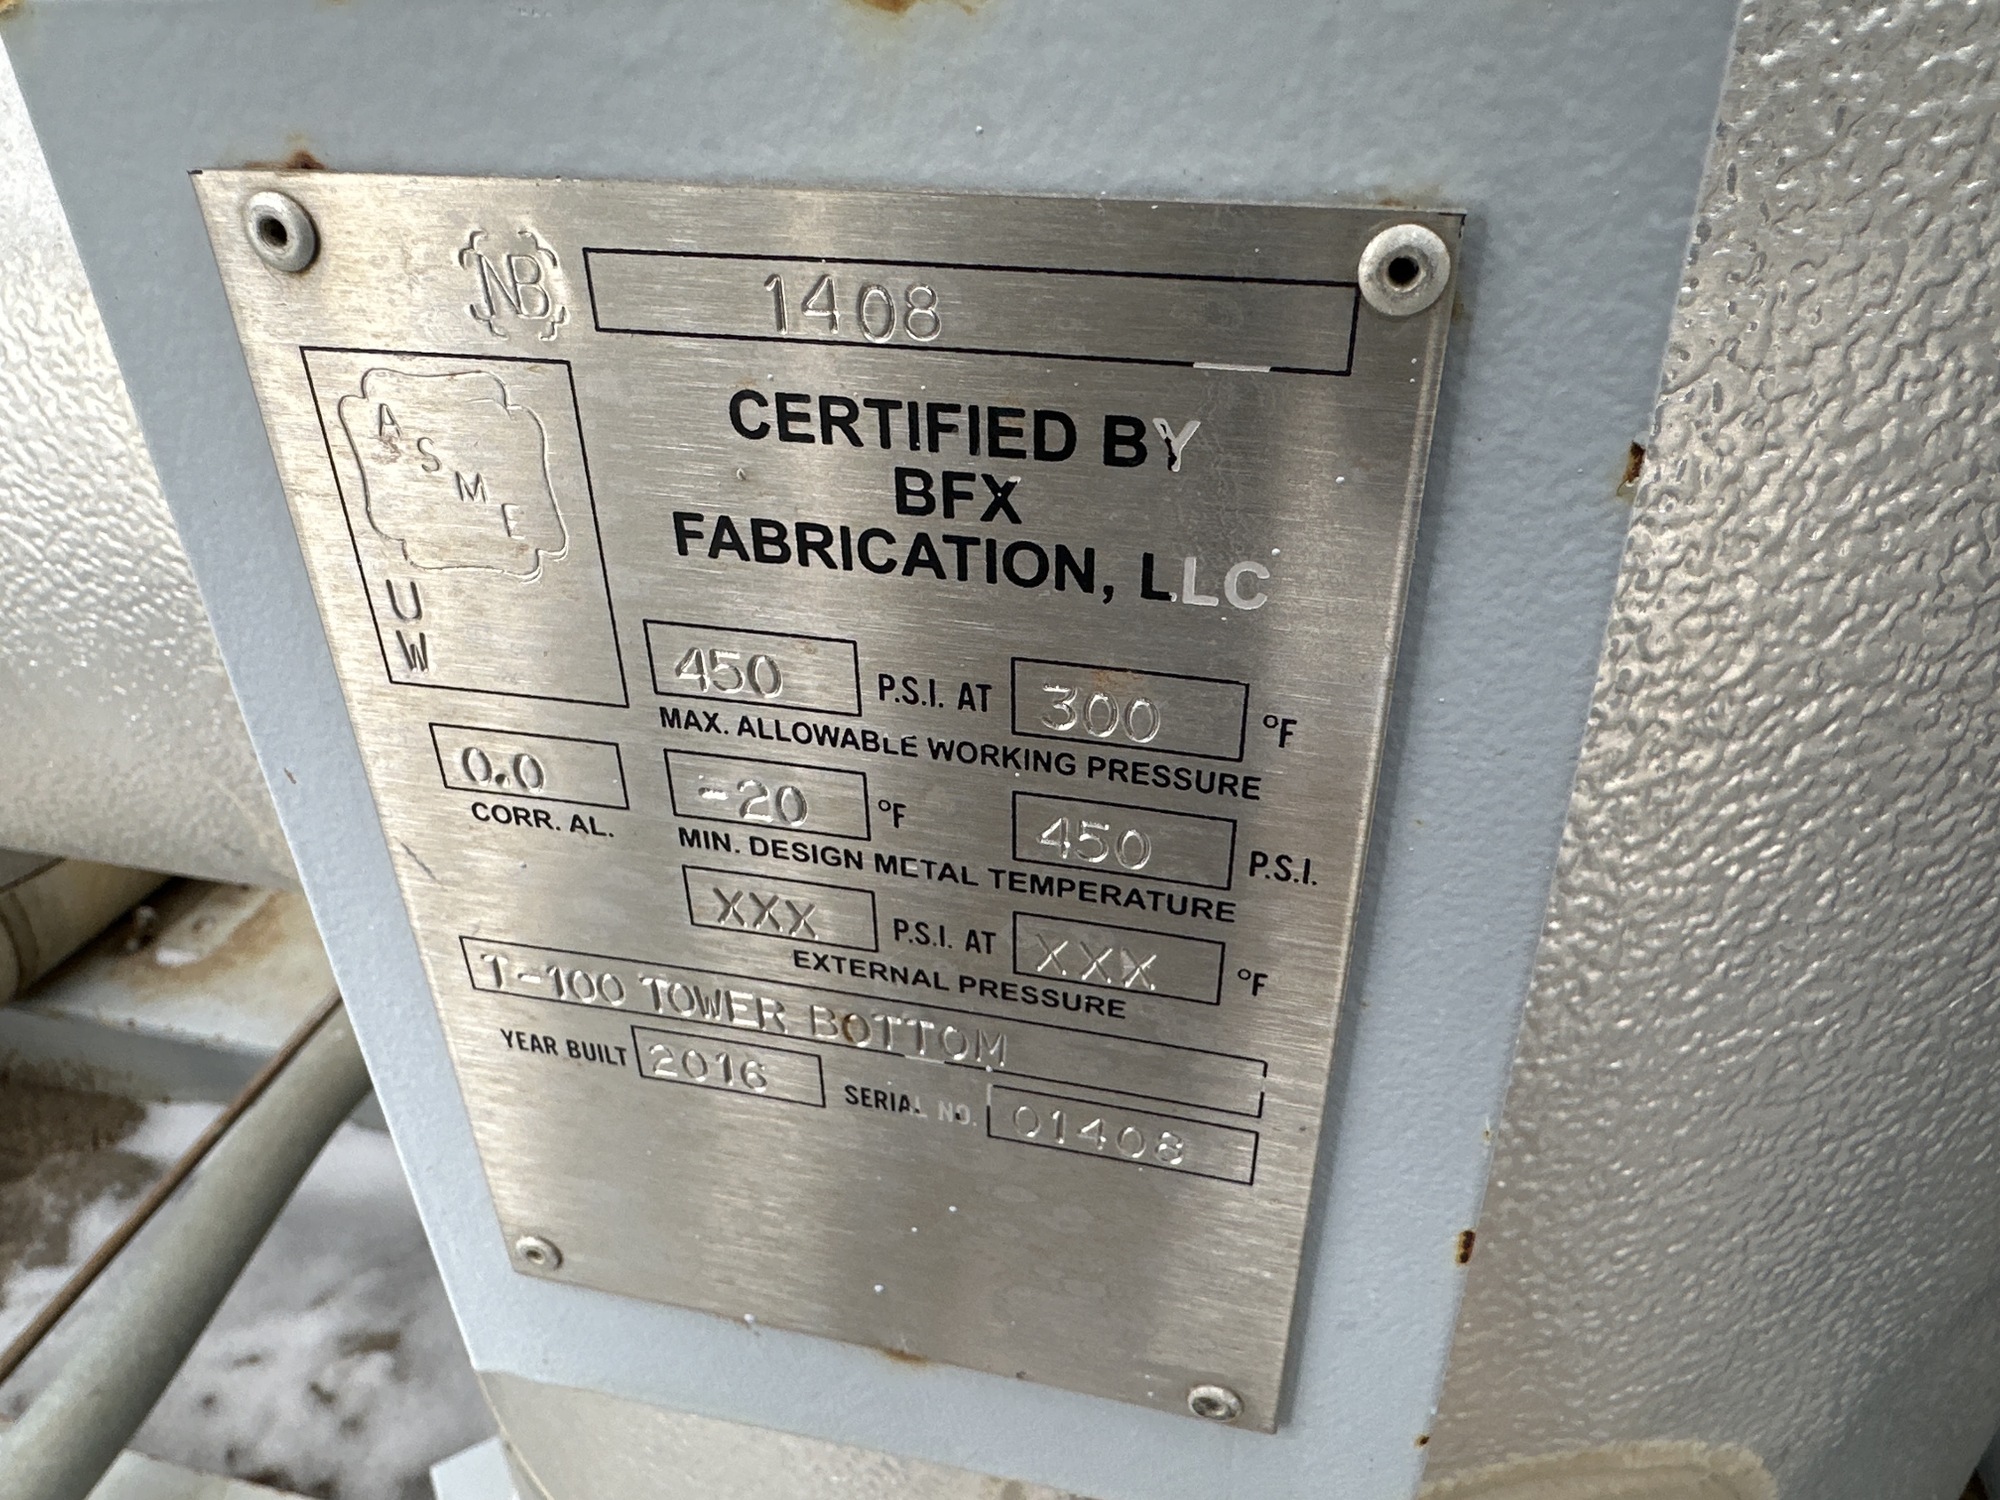 NB 1408
ASME
CERTIFIED BY
BFX
FABRICATION, LLC
U
W
450 P.S.I. AT 300 °F
MAX. ALLOWABLE WORKING PRESSURE
0.0 -20 °F 450 P.S.I.
CORR. AL. MIN. DESIGN METAL TEMPERATURE
XXX P.S.I. AT XXX °F
EXTERNAL PRESSURE
T-100 TOWER BOTTOM
YEAR BUILT 2016 SERIAL NO. 01408